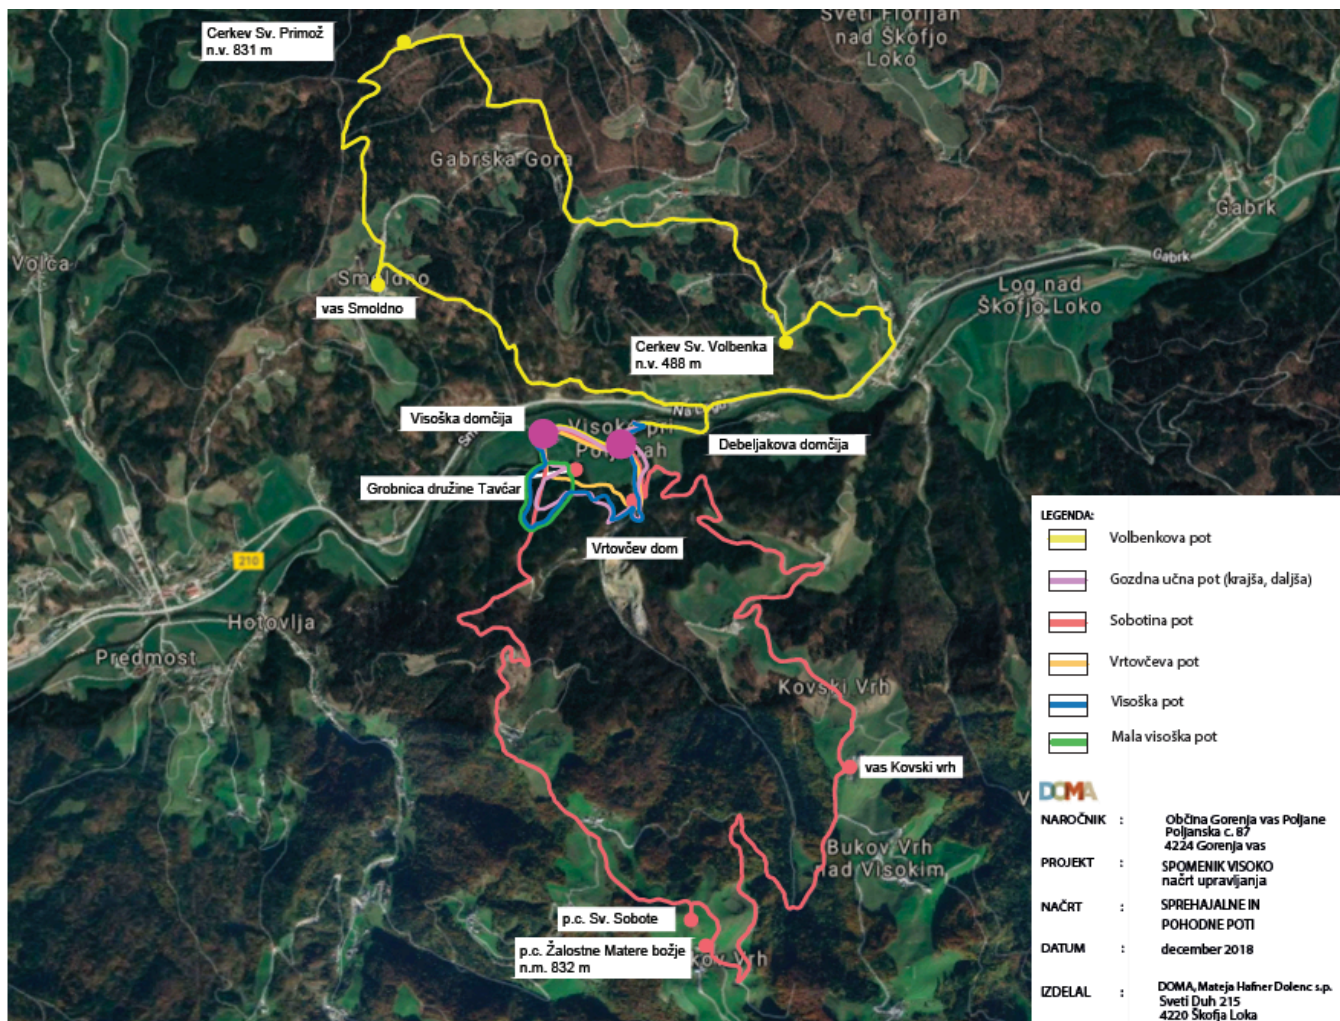 Cerkev Sv. Primož
n.v. 831 m
Sveti Florijan
nad Škofjo
Loko
Gabrška Gora
Gabrk
Volča
Gabrk
Smoldno
Log nad
Škofjo Loko
vas Smoldno
Cerkev Sv. Volbenka
n.v. 488 m
Visoška domčija
Visoko pri
Poljanah
Debeljakova domčija
Grobnica družine Tavčar
Vrtovčev dom
210
Hotovlja
Predmost
Kovski Vrh
vas Kovski vrh
Bukov Vrh
nad Visokim
p.c. Sv. Sobote
p.c. Žalostne Matere božje
n.m. 832 m
kov Vrh
LEGENDA:
Volbenkova pot
Gozdna učna pot (krajša, daljša)
Sobotina pot
Vrtovčeva pot
Visoška pot
Mala visoška pot
DOMA
NAROČNIK : Občina Gorenja vas Poljane
Poljanska c. 87
4224 Gorenja vas
PROJEKT : SPOMENIK VISOKO
načrt upravljanja
NAČRT : SPREHAJALNE IN
POHODNE POTI
DATUM : december 2018
IZDELAL : DOMA, Mateja Hafner Dolenc s.p.
Sveti Duh 215
4220 Škofja Loka